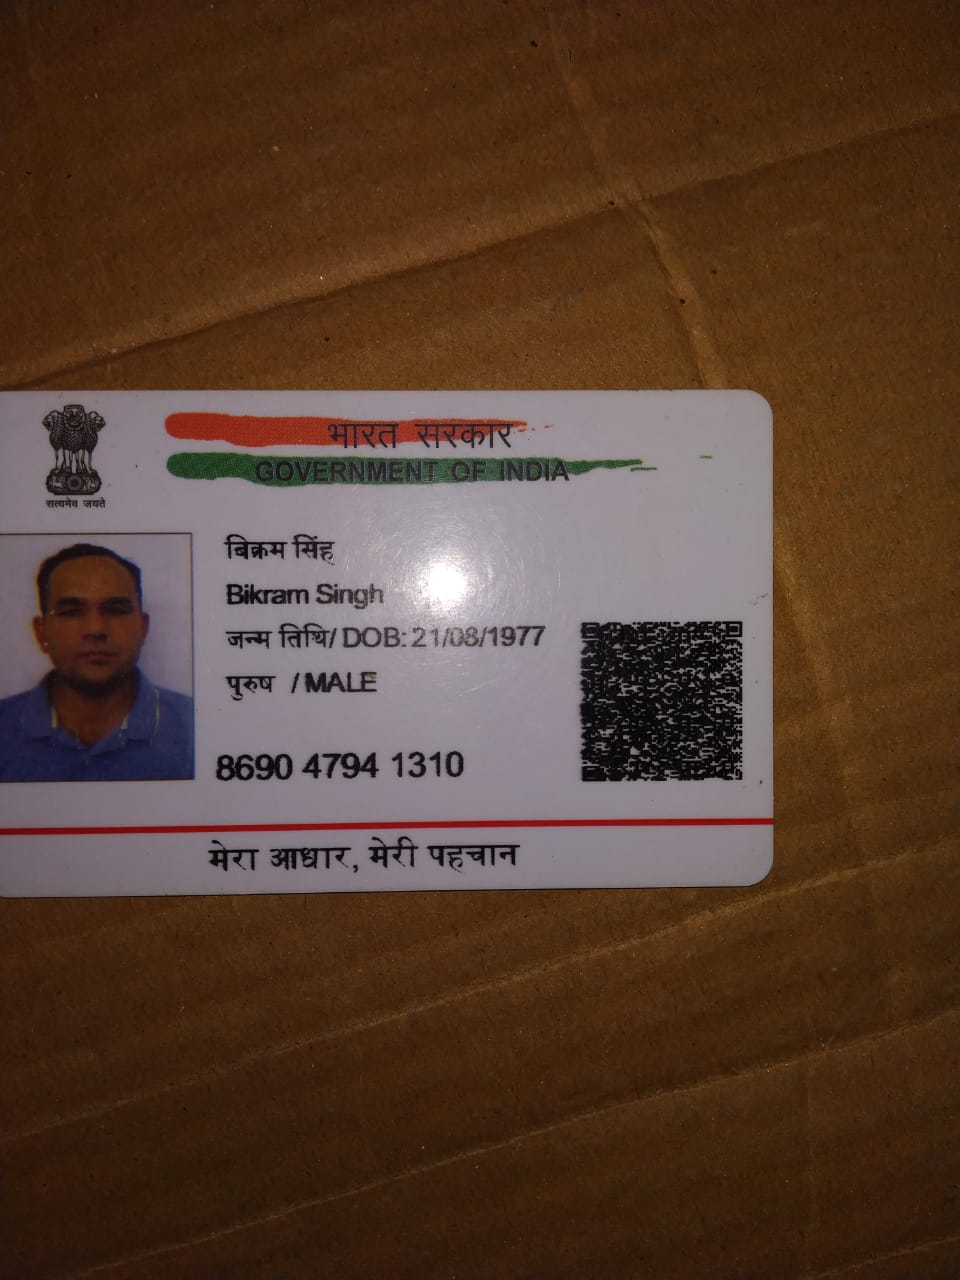 भारत सरकार
GOVERNMENT OF INDIA
सत्यमेव जयते
बिक्रम सिंह
Bikram Singh
जन्म तिथि/ DOB: 21/08/1977
पुरुष / MALE
8690 4794 1310
मेरा आधार, मेरी पहचान